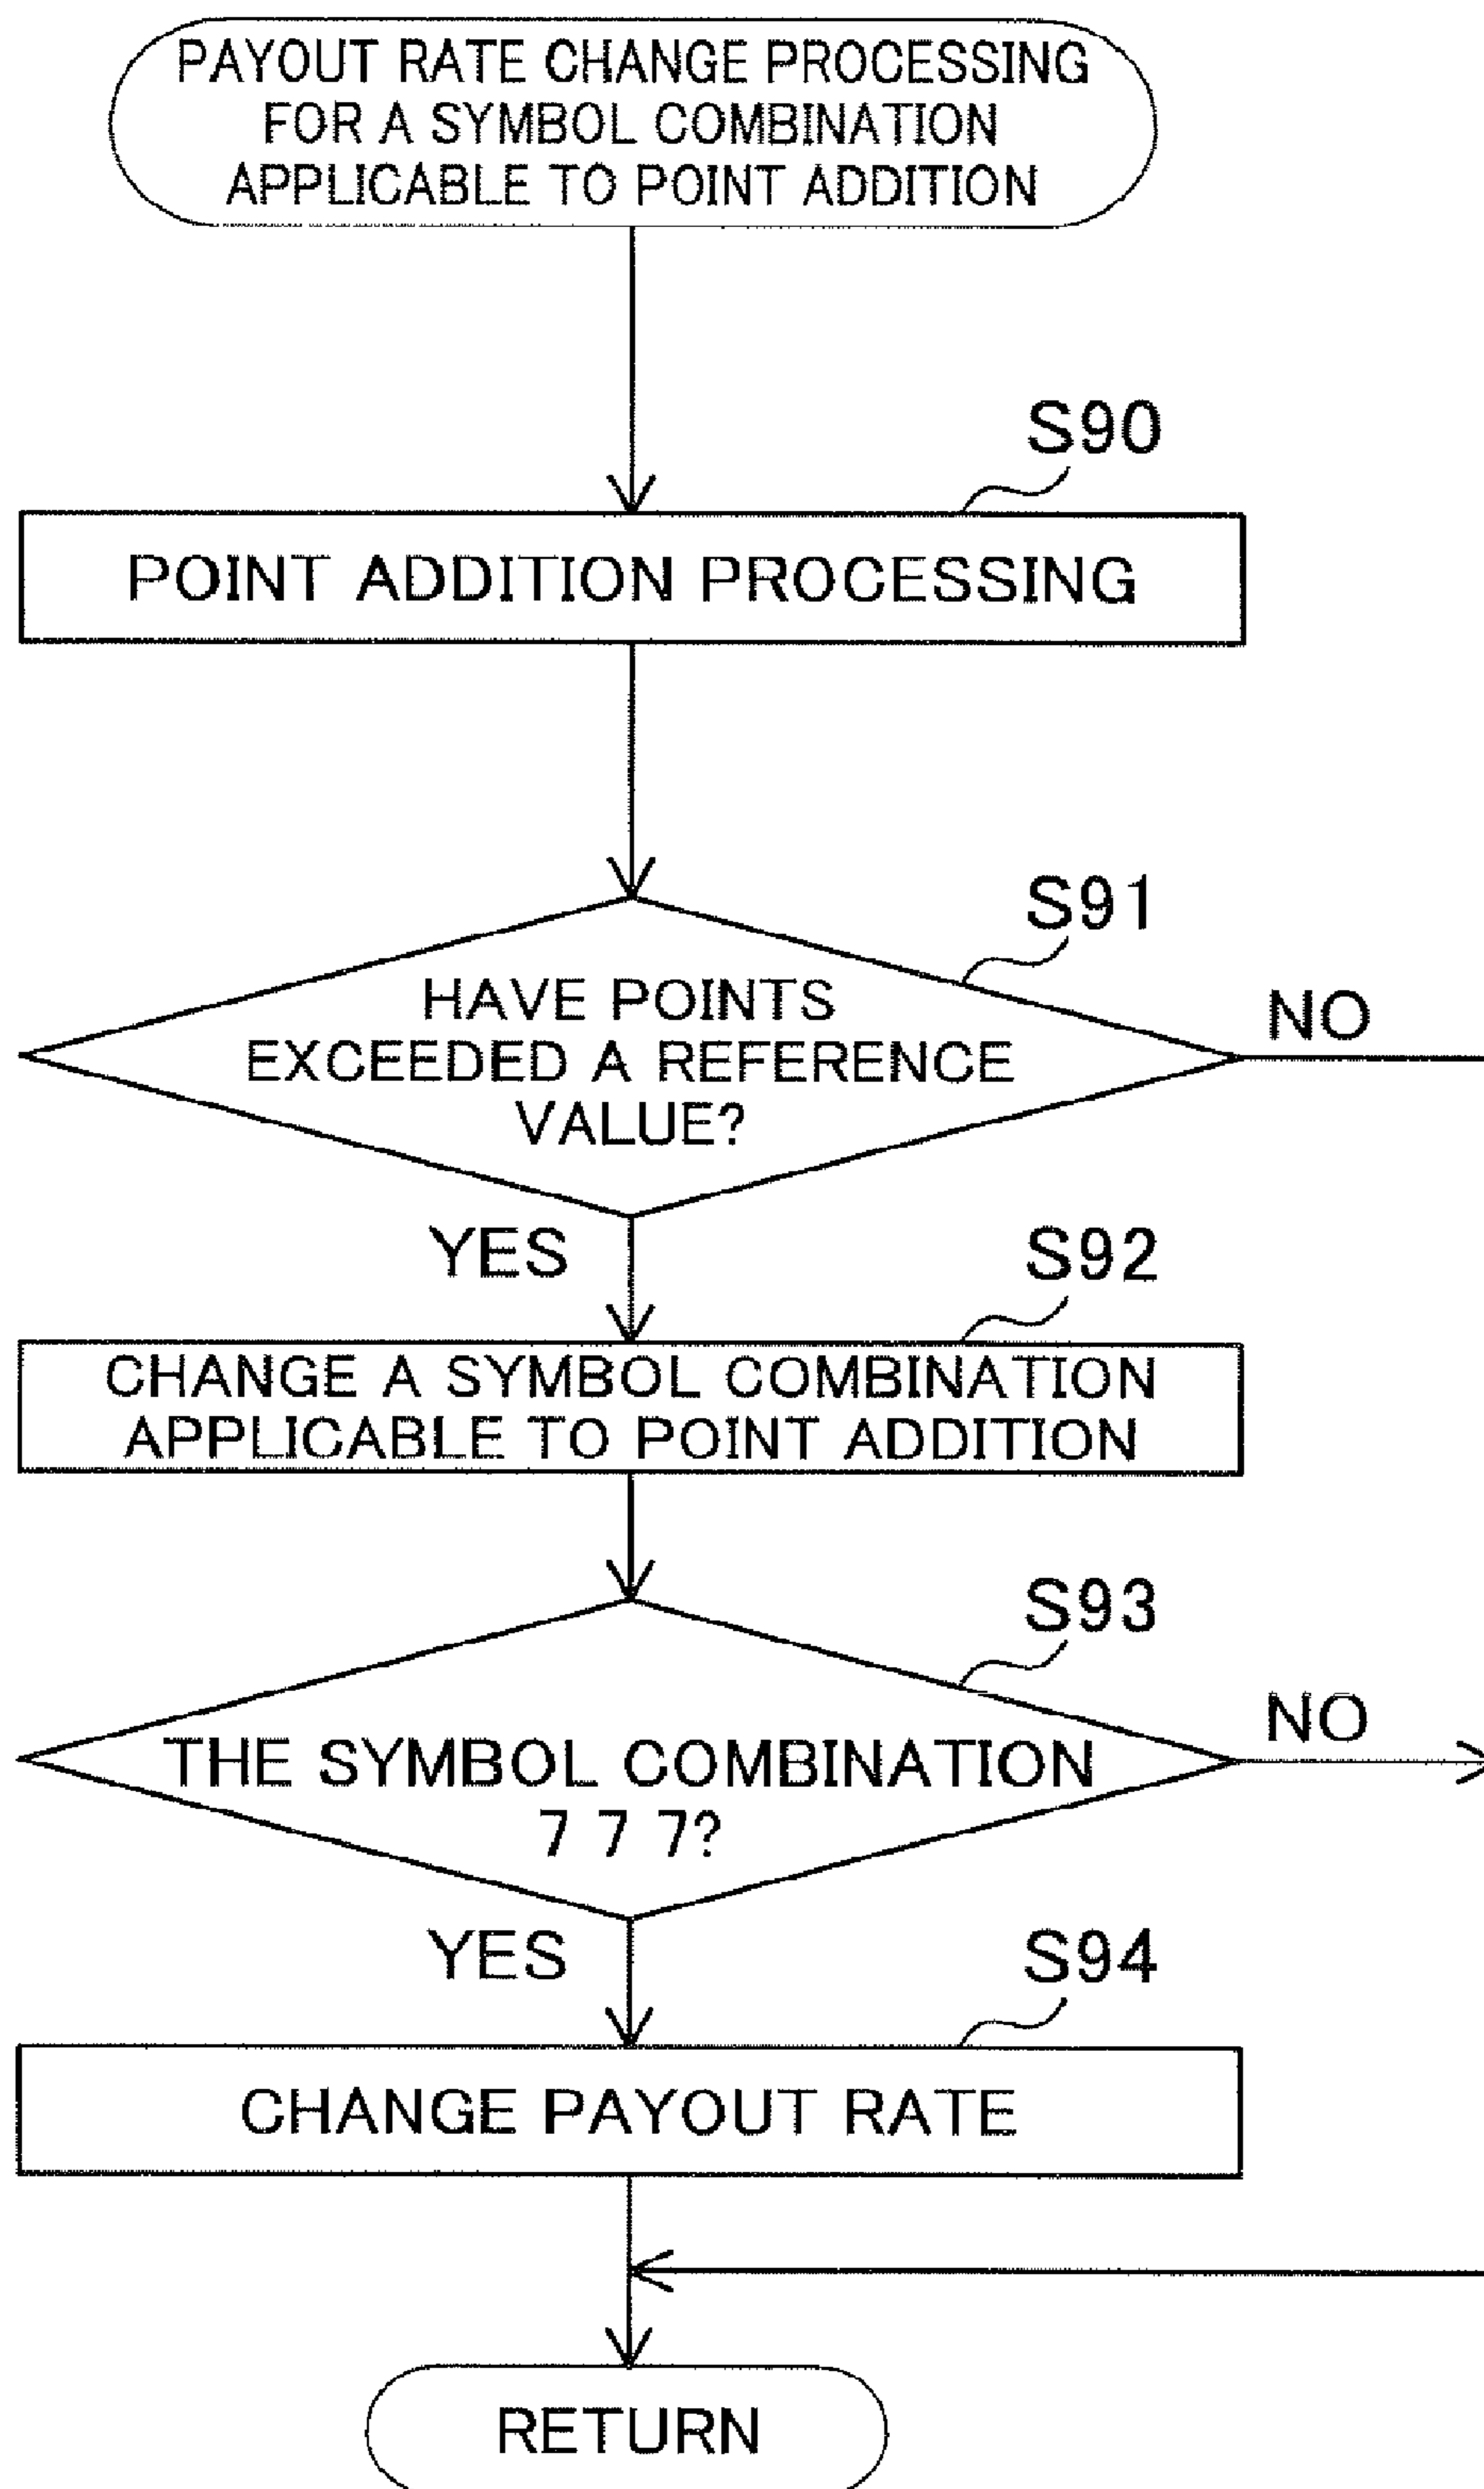 PAYOUT RATE CHANGE PROCESSING
FOR A SYMBOL COMBINATION
APPLICABLE TO POINT ADDITION
S90
POINT ADDITION PROCESSING
S91
HAVE POINTS
EXCEEDED A REFERENCE
VALUE?
NO
YES
S92
CHANGE A SYMBOL COMBINATION
APPLICABLE TO POINT ADDITION
S93
THE SYMBOL COMBINATION
7 7 7?
NO
YES
S94
CHANGE PAYOUT RATE
RETURN